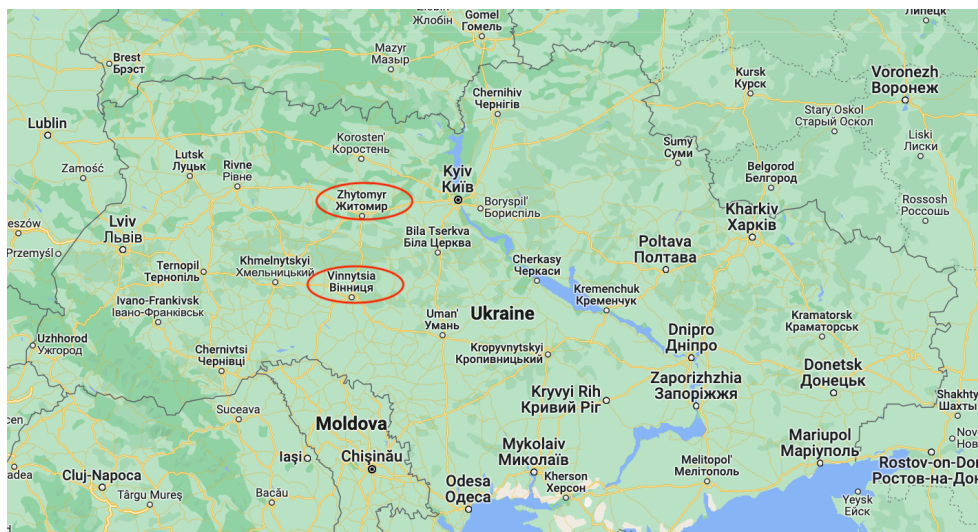 Gomel
Гомель
Жлобін
Липецк
Brest
Брэст
Mazyr
Мазыр
Chernihiv
Чернігів
Kursk
Курск
Voronezh
Воронеж
Stary Oskol
Старый Оскол
Liski
Лиски
Lublin
Zamość
Lutsk
Луцьк
Rivne
Рівне
Korosten'
Коростень
Zhytomyr
Житомир
Kyiv
Київ
Boryspil'
Бориспіль
Sumy
Суми
Belgorod
Белгород
Rossosh
Россошь
Kharkiv
Харків
Przemyśl
Lviv
Львів
Ternopil
Тернопіль
Khmelnytskyi
Хмельницький
Vinnytsia
Вінниця
Bila Tserkva
Біла Церква
Cherkasy
Черкаси
Poltava
Полтава
Kremenchuk
Кременчук
Ivano-Frankivsk
Івано-Франківськ
Uman'
Умань
Ukraine
Kramatorsk
Краматорськ
Uzhhorod
Ужгород
Chernivtsi
Чернівці
Kropyvnytskyi
Кропивницький
Dnipro
Дніпро
Donetsk
Донецьк
Zaporizhzhia
Запоріжжя
Kryvyi Rih
Кривий Ріг
Shakhty
Шахты
Suceava
Moldova
Iași
Chișinău
Mykolaiv
Миколаїв
Mariupol
Маріуполь
Melitopol'
Мелітополь
Kherson
Херсон
Rostov-on-Don
Ростов-на-Дон
Cluj-Napoca
Târgu Mureș
Bacău
Odesa
Одеса
Yeysk
Ейск